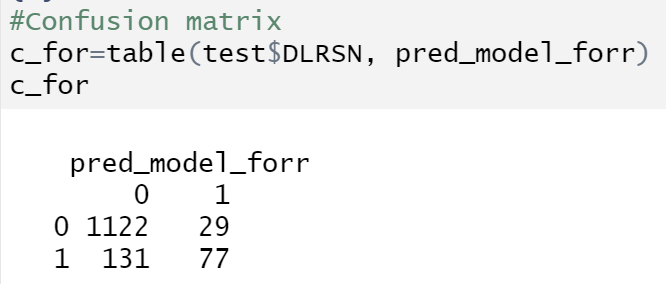 #Confusion matrix
c_for=table(test$DLRSN, pred_model_forr)
c_for
pred_model_forr
0 1
0 1122 29
1 131 77